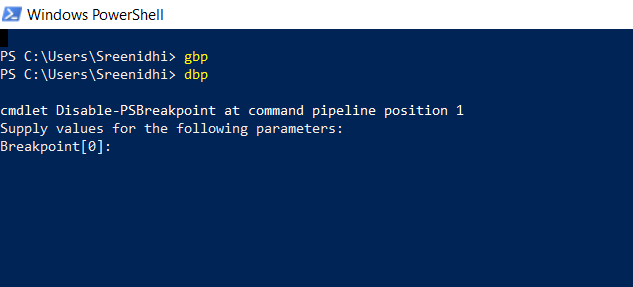 Windows PowerShell
PS C:\Users\Sreenidhi> gbp
PS C:\Users\Sreenidhi> dbp
cmdlet Disable-PSBreakpoint at command pipeline position 1
Supply values for the following parameters:
Breakpoint[0]: